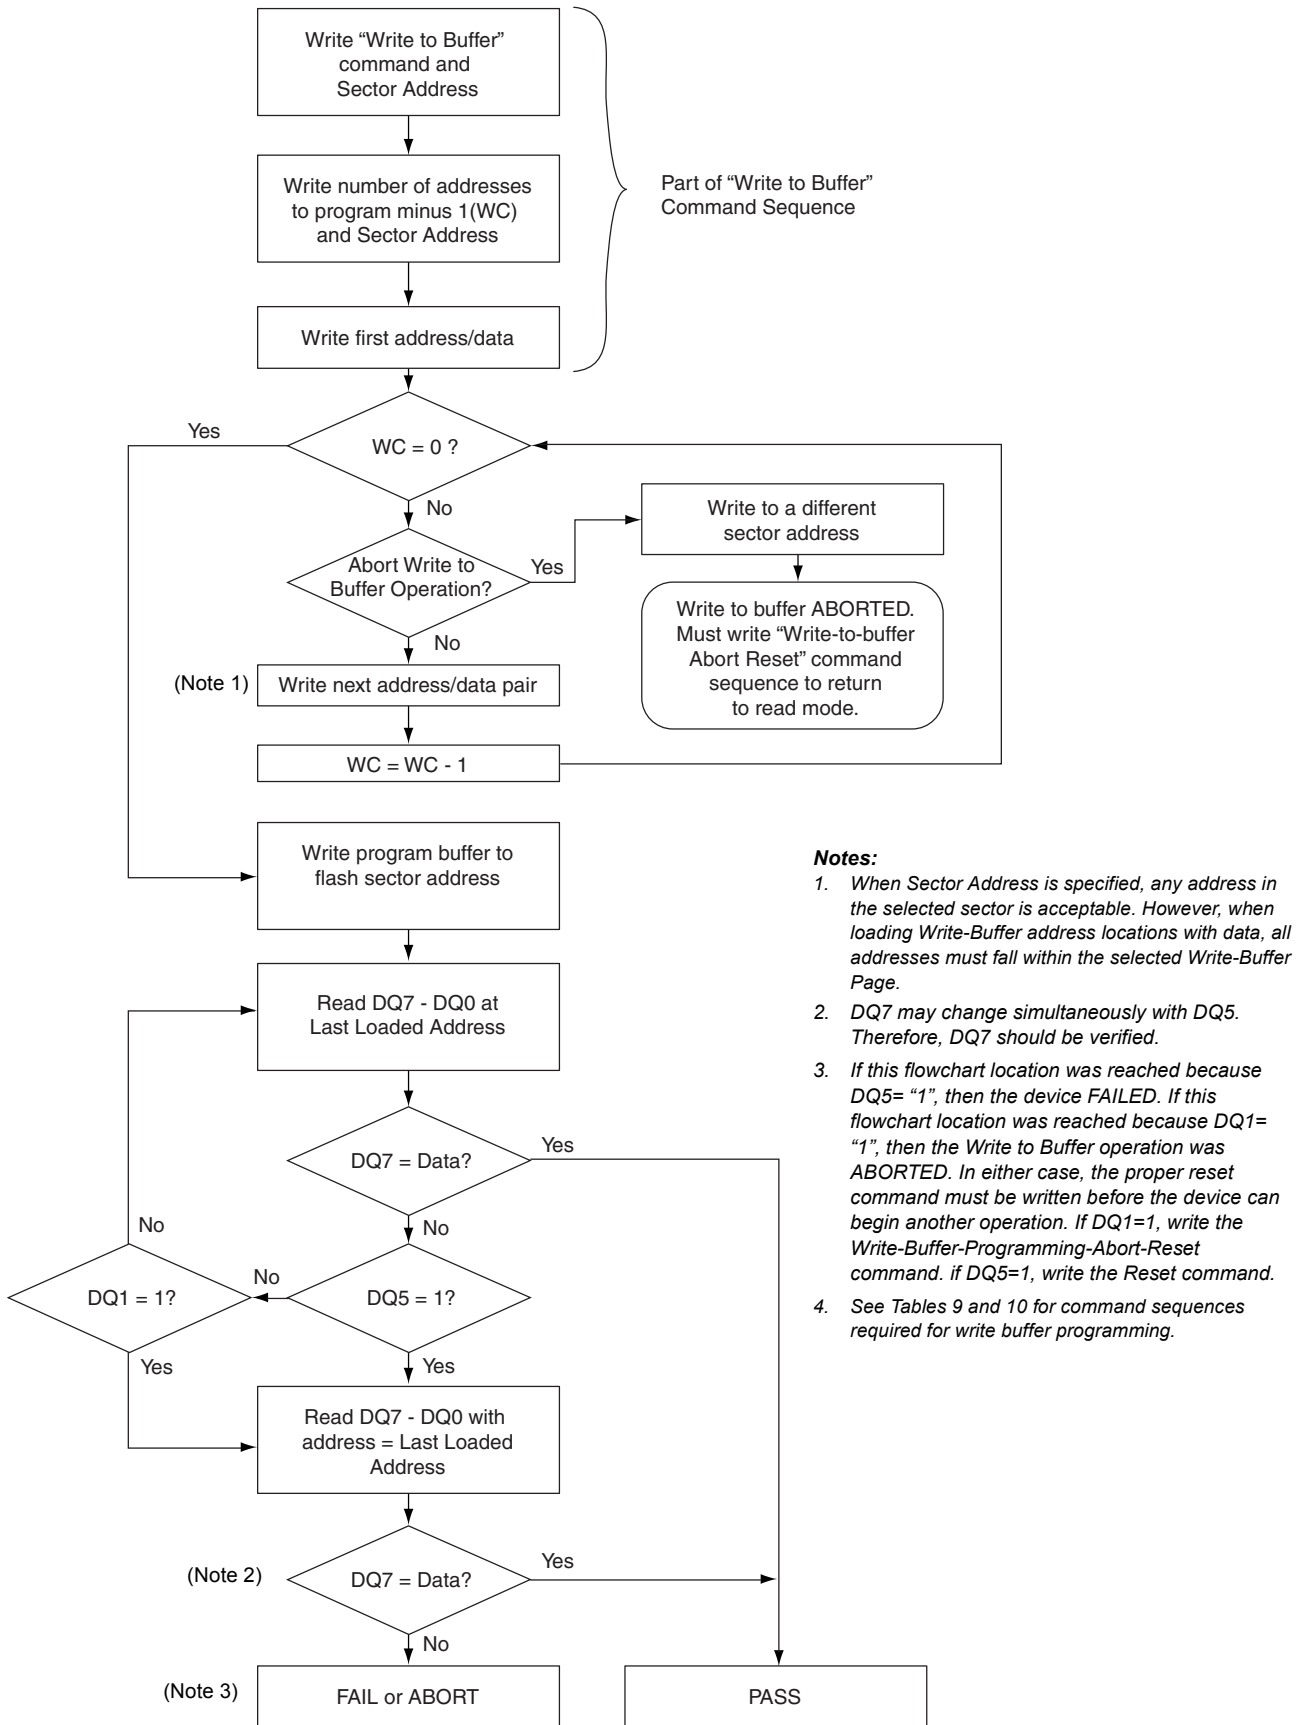 Write “Write to Buffer”
command and
Sector Address
Write number of addresses
to program minus 1(WC)
and Sector Address
Part of “Write to Buffer”
Command Sequence
Write first address/data
Yes
WC = 0 ?
No
Write to a different
sector address
Abort Write to
Buffer Operation?
Yes
Write to buffer ABORTED.
Must write “Write-to-buffer
Abort Reset” command
sequence to return
to read mode.
No
(Note 1)
Write next address/data pair
WC = WC - 1
Write program buffer to
flash sector address
Notes:
1. When Sector Address is specified, any address in
the selected sector is acceptable. However, when
loading Write-Buffer address locations with data, all
addresses must fall within the selected Write-Buffer
Page.
2. DQ7 may change simultaneously with DQ5.
Therefore, DQ7 should be verified.
3. If this flowchart location was reached because
DQ5= “1”, then the device FAILED. If this
flowchart location was reached because DQ1=
“1”, then the Write to Buffer operation was
ABORTED. In either case, the proper reset
command must be written before the device can
begin another operation. If DQ1=1, write the
Write-Buffer-Programming-Abort-Reset
command. if DQ5=1, write the Reset command.
4. See Tables 9 and 10 for command sequences
required for write buffer programming.
Read DQ7 - DQ0 at
Last Loaded Address
DQ7 = Data?
Yes
No
No
DQ1 = 1?
No
DQ5 = 1?
Yes
Yes
Read DQ7 - DQ0 with
address = Last Loaded
Address
(Note 2)
DQ7 = Data?
Yes
No
(Note 3)
FAIL or ABORT
PASS